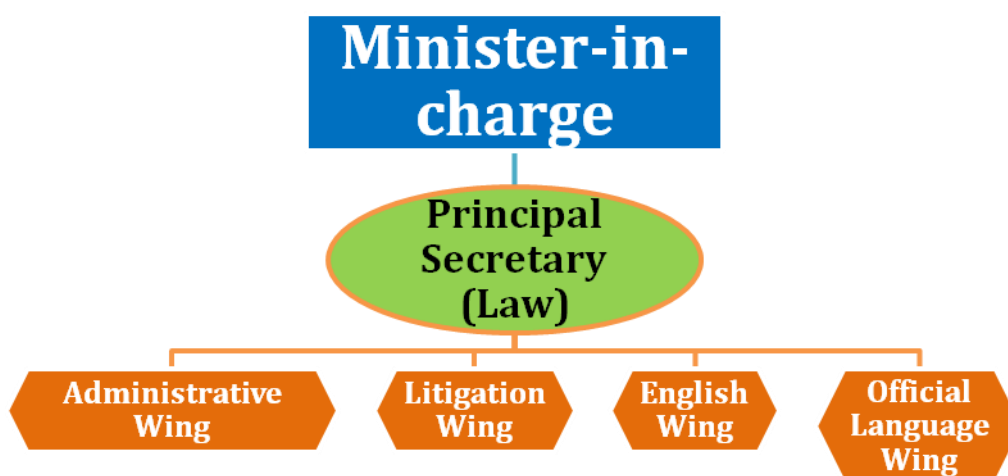 Minister-in-
charge
Principal
Secretary
(Law)
Administrative
Wing
Litigation
Wing
English
Wing
Official
Language
Wing